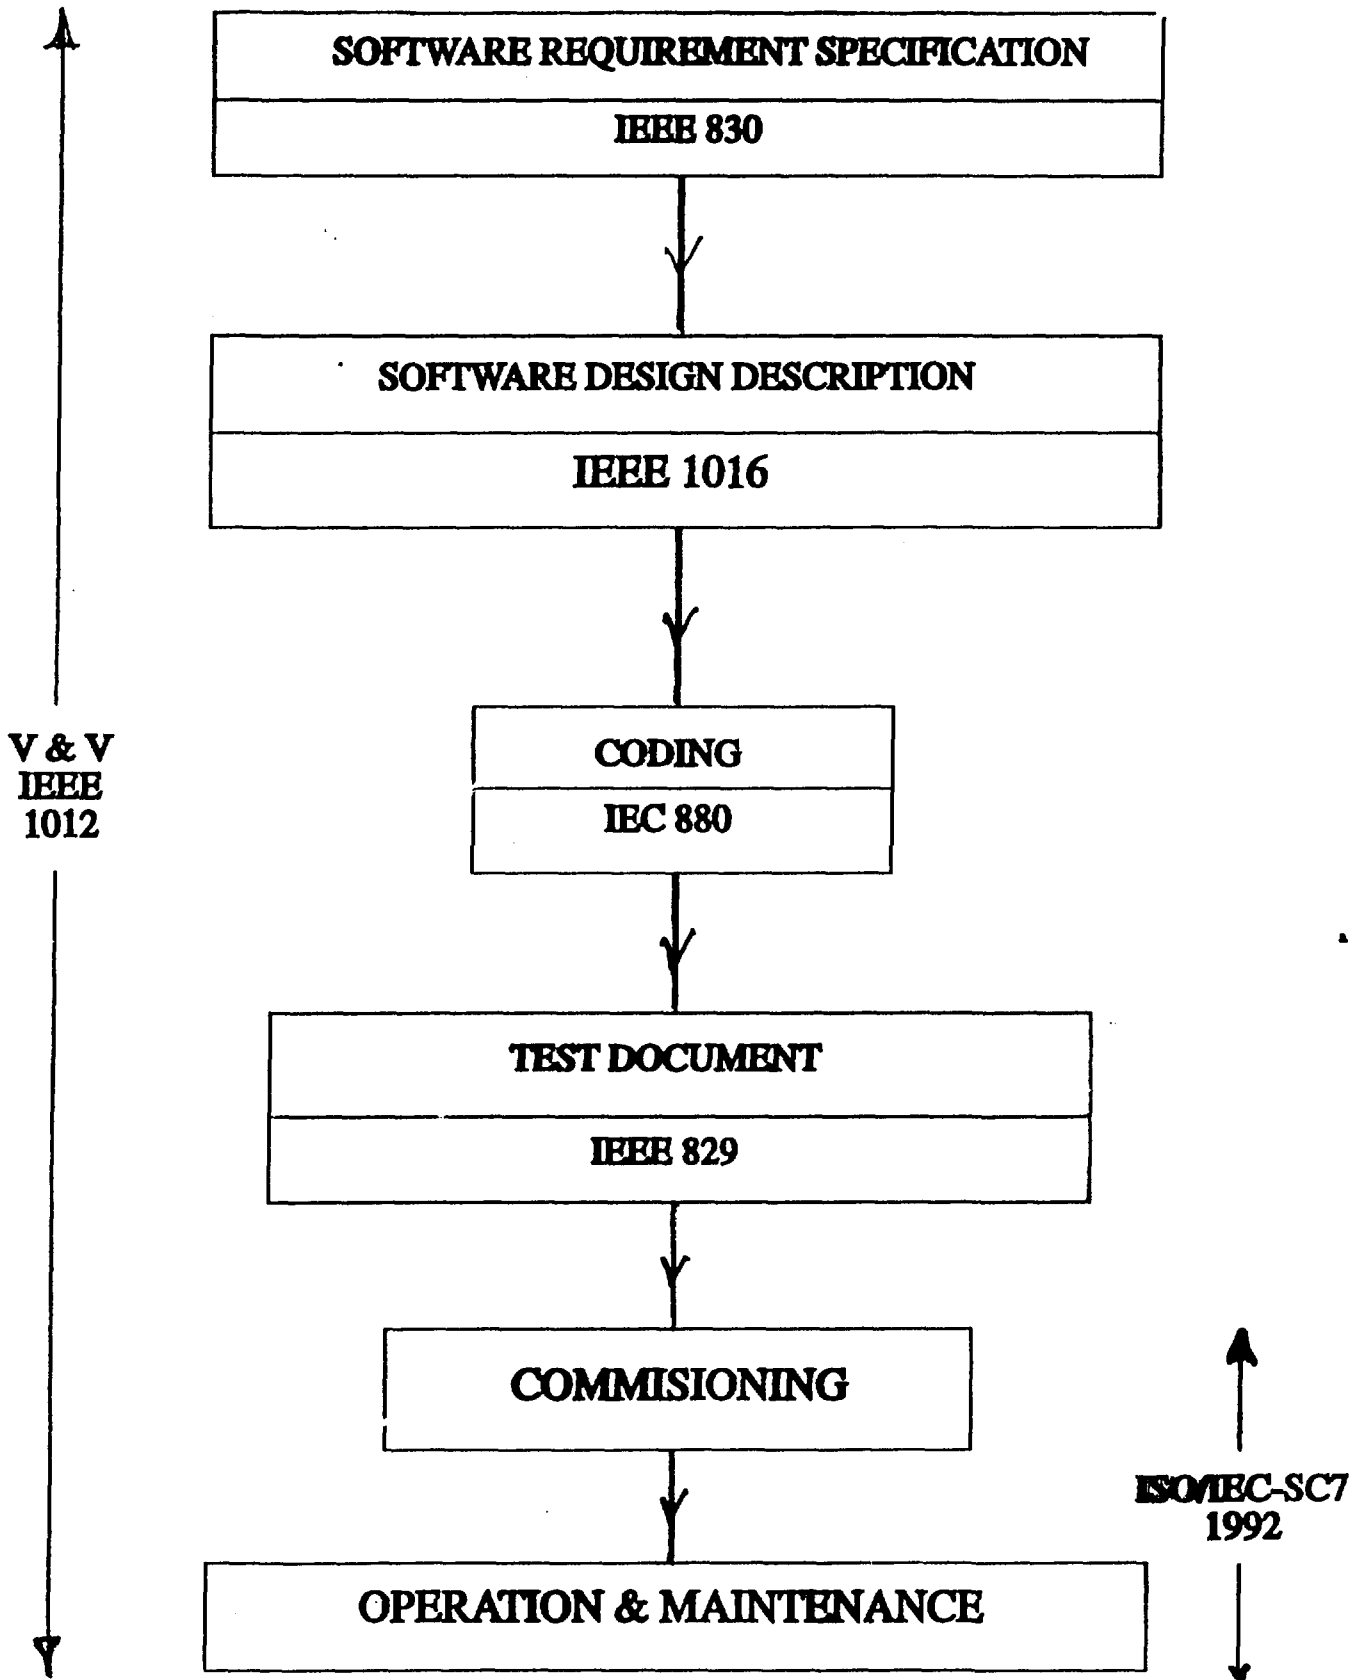 SOFTWARE REQUIREMENT SPECIFICATION
IEEE 830
SOFTWARE DESIGN DESCRIPTION
IEEE 1016
V & V
IEEE
1012
CODING
IEC 880
TEST DOCUMENT
IEEE 829
COMMISIONING
ISO/IEC-SC7
1992
OPERATION & MAINTENANCE